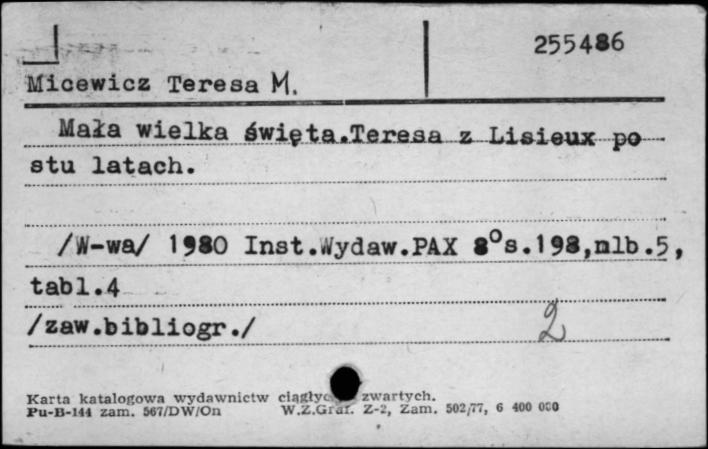 255486
Micewicz Teresa M.
Mała wielka święta.Teresa z Lisieux po
stu latach.
/W-wa/ 1980 Inst.Wydaw.PAX 8°s.198,nlb.5,
tabl.4
/zaw.bibliogr./
2
Karta katalogowa wydawnictw zwartych.
Pu-B-144 zam. 567/DW/On W.Z.Graf. Z-2, Zam. 502/77, 6 400 000